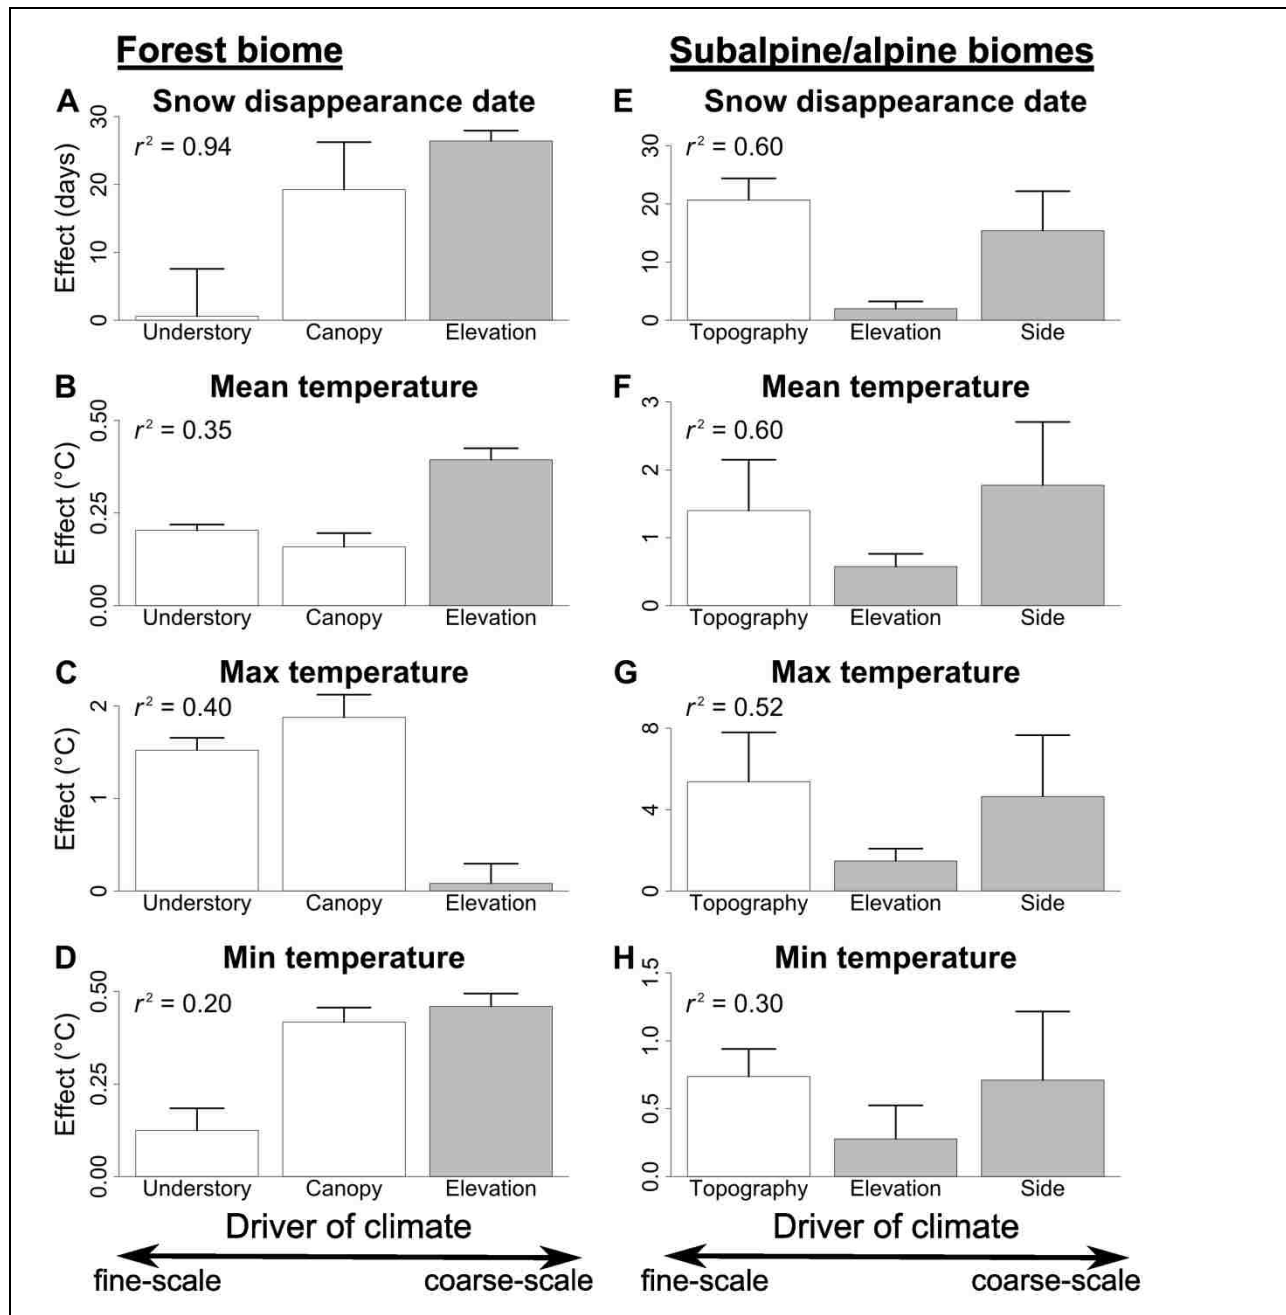 Forest biome
A Snow disappearance date
r² = 0.94
Effect (days)
0 10 20 30
Understory Canopy Elevation
B Mean temperature
r² = 0.35
Effect (°C)
0.00 0.25 0.50
Understory Canopy Elevation
C Max temperature
r² = 0.40
Effect (°C)
0 1 2
Understory Canopy Elevation
D Min temperature
r² = 0.20
Effect (°C)
0.00 0.25 0.50
Understory Canopy Elevation
Driver of climate
fine-scale coarse-scale
Subalpine/alpine biomes
E Snow disappearance date
r² = 0.60
0 10 20 30
Topography Elevation Side
F Mean temperature
r² = 0.60
0 1 2 3
Topography Elevation Side
G Max temperature
r² = 0.52
0 4 8
Topography Elevation Side
H Min temperature
r² = 0.30
0.0 0.5 1.0 1.5
Topography Elevation Side
Driver of climate
fine-scale coarse-scale